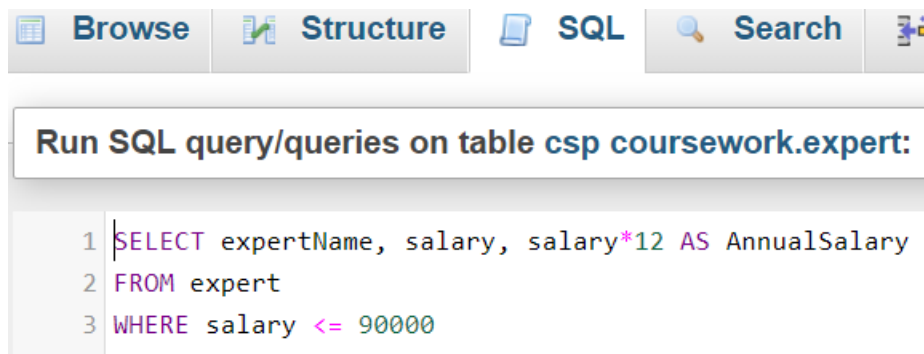 Browse Structure SQL Search
Run SQL query/queries on table csp coursework.expert:
1 SELECT expertName, salary, salary*12 AS AnnualSalary
2 FROM expert
3 WHERE salary <= 90000